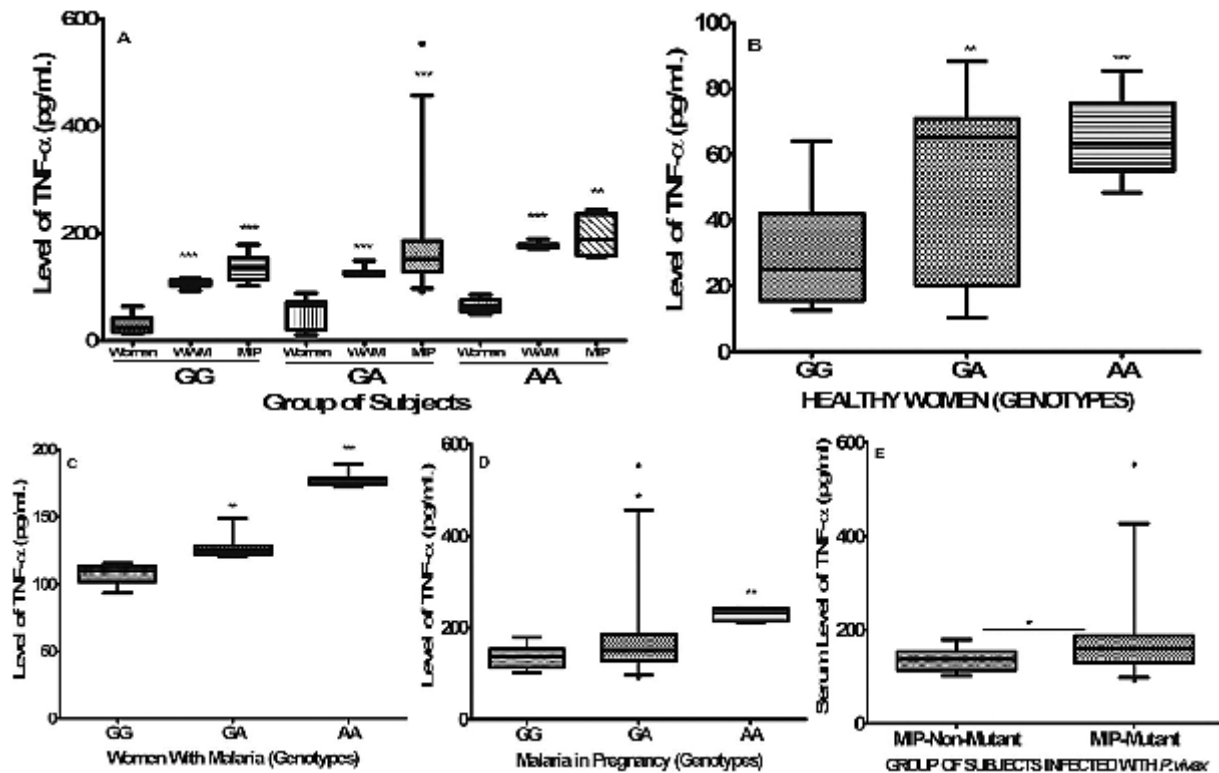 A
Level of TNF-α (pg/mL)
600
400
200
0
*
***
***
***
***
***
**
Women WWM MIP Women WWM MIP Women WWM MIP
GG GA AA
Group of Subjects
B
Level of TNF-α (pg/mL)
100
80
60
40
20
0
**
***
GG GA AA
HEALTHY WOMEN (GENOTYPES)
C
Level of TNF-α (pg/mL)
200
150
100
50
0
**
GG GA AA
Women With Malaria (Genotypes)
D
Level of TNF-α (pg/mL)
600
400
200
0
*
*
**
GG GA AA
Malaria in Pregnancy (Genotypes)
E
Serum Level of TNF-α (pg/ml)
600
400
200
0
*
*
MIP-Non-Mutant MIP-Mutant
GROUP OF SUBJECTS INFECTED WITH P.vivax